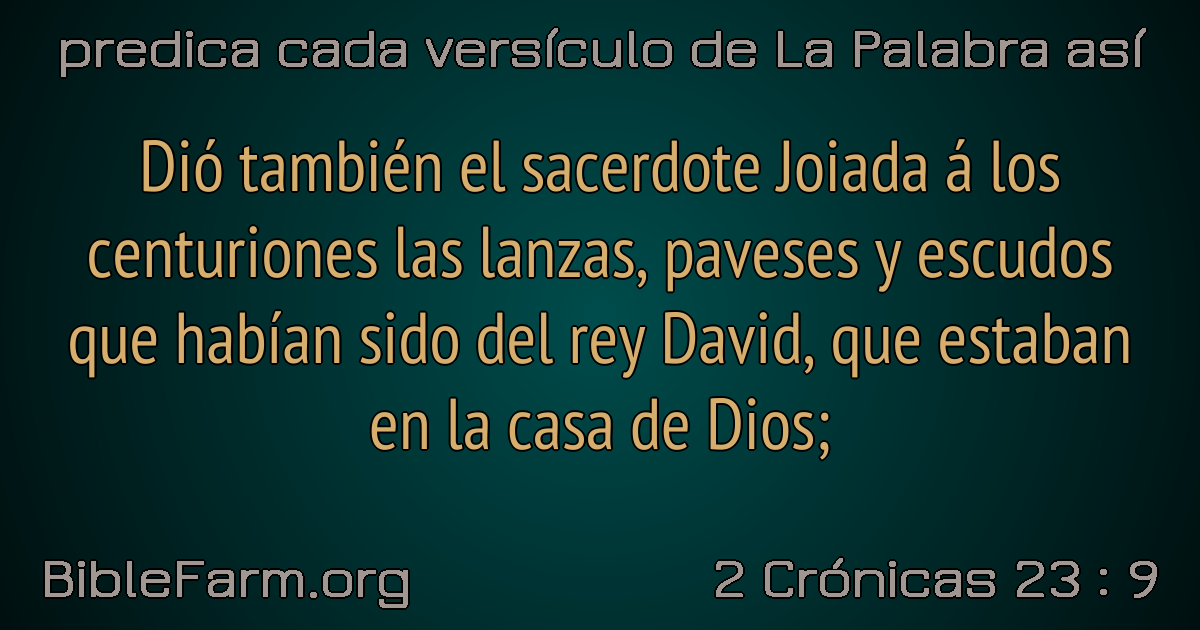 predica cada versículo de La Palabra así
Dió también el sacerdote Joiada á los
centuriones las lanzas, paveses y escudos
que habían sido del rey David, que estaban
en la casa de Dios;
BibleFarm.org
2 Crónicas 23 : 9